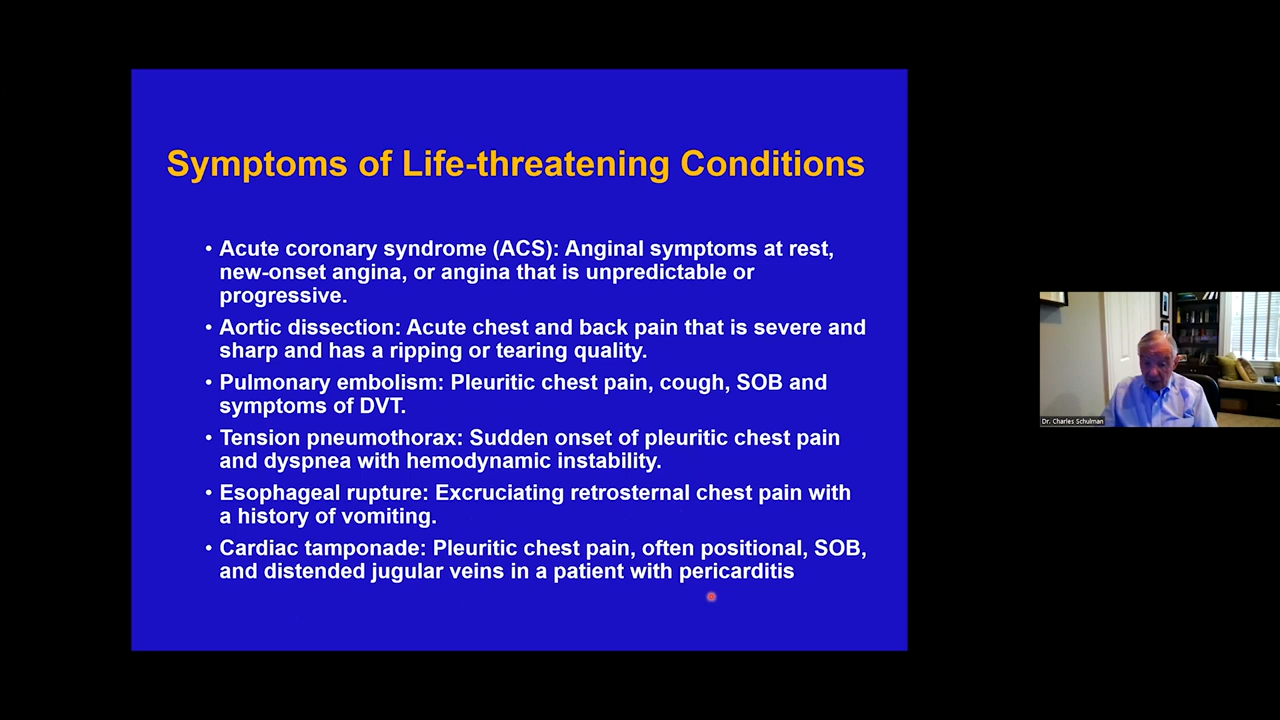 Symptoms of Life-threatening Conditions
• Acute coronary syndrome (ACS): Anginal symptoms at rest,
new-onset angina, or angina that is unpredictable or
progressive.
• Aortic dissection: Acute chest and back pain that is severe and
sharp and has a ripping or tearing quality.
• Pulmonary embolism: Pleuritic chest pain, cough, SOB and
symptoms of DVT.
• Tension pneumothorax: Sudden onset of pleuritic chest pain
and dyspnea with hemodynamic instability.
• Esophageal rupture: Excruciating retrosternal chest pain with
a history of vomiting.
• Cardiac tamponade: Pleuritic chest pain, often positional, SOB,
and distended jugular veins in a patient with pericarditis
Dr. Charles Schulman